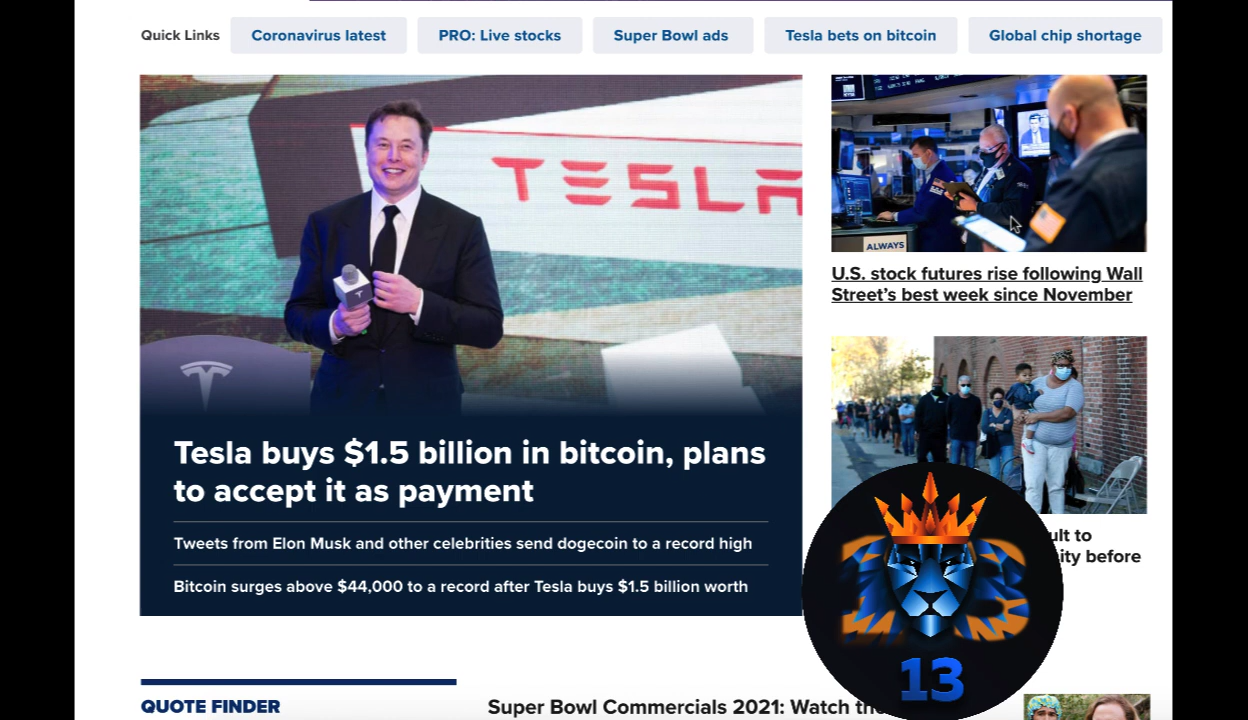 Quick Links
Coronavirus latest
PRO: Live stocks
Super Bowl ads
Tesla bets on bitcoin
Global chip shortage
TESLA
ALWAYS
U.S. stock futures rise following Wall
Street’s best week since November
Tesla buys $1.5 billion in bitcoin, plans
to accept it as payment
Tweets from Elon Musk and other celebrities send dogecoin to a record high
Bitcoin surges above $44,000 to a record after Tesla buys $1.5 billion worth
to
before
13
QUOTE FINDER
Super Bowl Commercials 2021: Watch